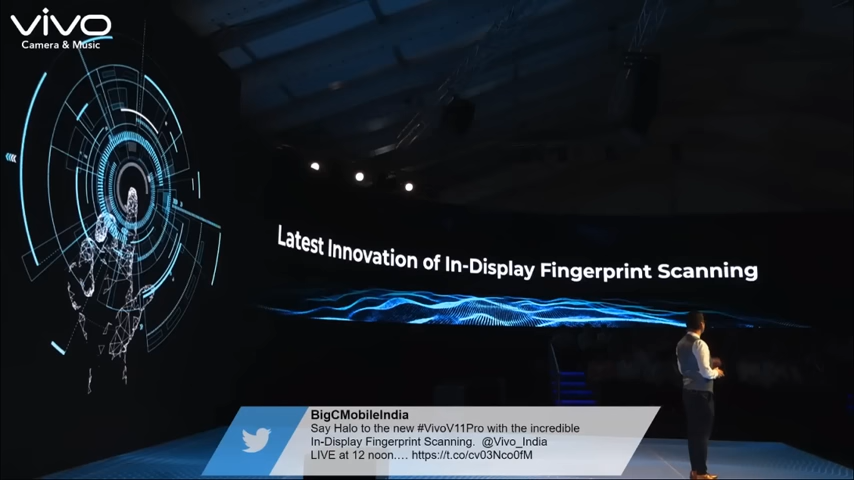 vivo
Camera & Music
Latest Innovation of In-Display Fingerprint Scanning
BigCMobileIndia
Say Halo to the new #VivoV11Pro with the incredible
In-Display Fingerprint Scanning. @Vivo_India
LIVE at 12 noon.... https://t.co/cv03Nco0fM